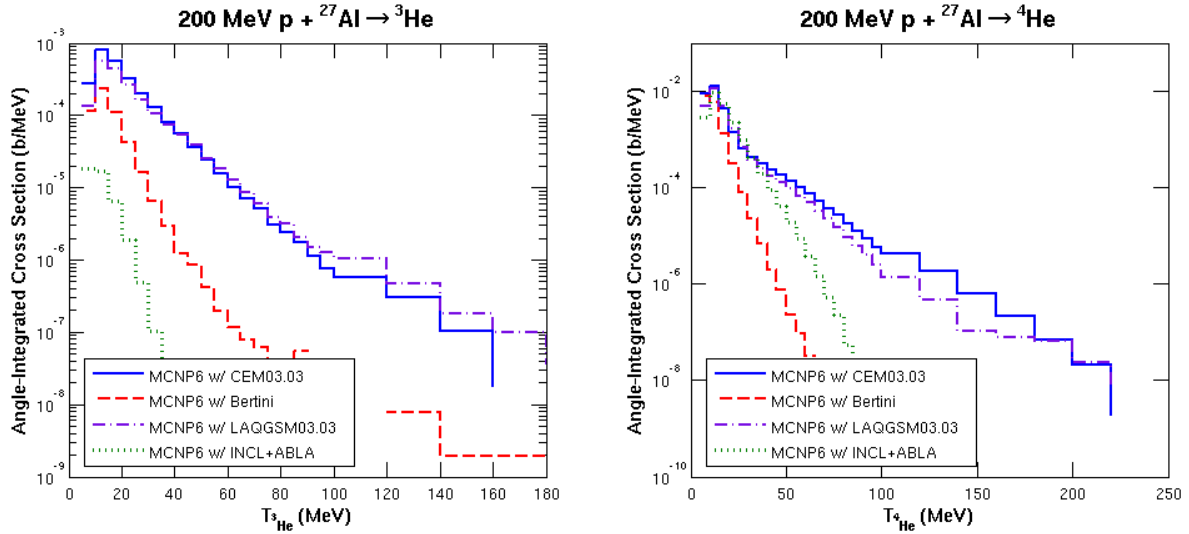 200 MeV p + ²⁷Al → ³He
10⁻³
10⁻⁴
10⁻⁵
10⁻⁶
10⁻⁷
10⁻⁸
10⁻⁹
Angle-Integrated Cross Section (b/MeV)
MCNP6 w/ CEM03.03
MCNP6 w/ Bertini
MCNP6 w/ LAQGSM03.03
MCNP6 w/ INCL+ABLA
0 20 40 60 80 100 120 140 160 180
T³He (MeV)
200 MeV p + ²⁷Al → ⁴He
10⁻²
10⁻⁴
10⁻⁶
10⁻⁸
10⁻¹⁰
Angle-Integrated Cross Section (b/MeV)
MCNP6 w/ CEM03.03
MCNP6 w/ Bertini
MCNP6 w/ LAQGSM03.03
MCNP6 w/ INCL+ABLA
0 50 100 150 200 250
T⁴He (MeV)